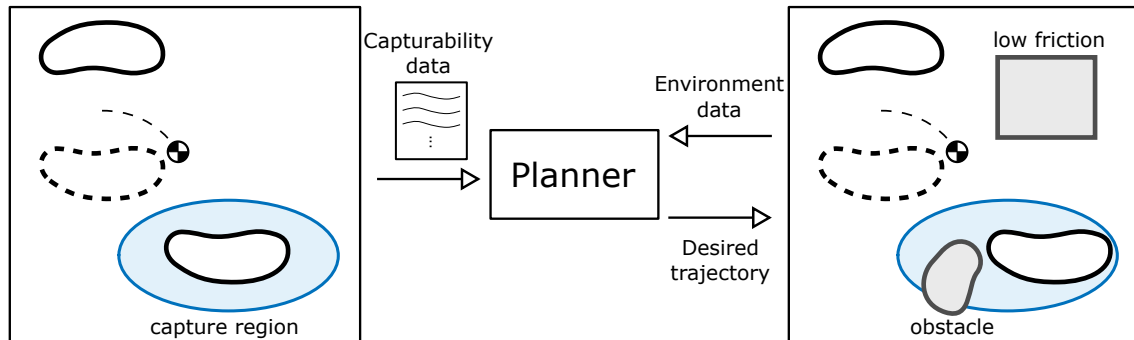 capture region
Capturability
data
Planner
Environment
data
Desired
trajectory
low friction
obstacle